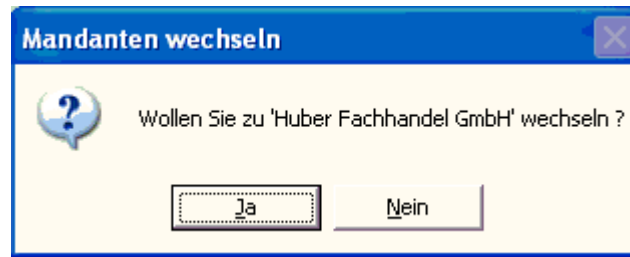 Mandanten wechseln
Wollen Sie zu 'Huber Fachhandel GmbH' wechseln ?
Ja
Nein